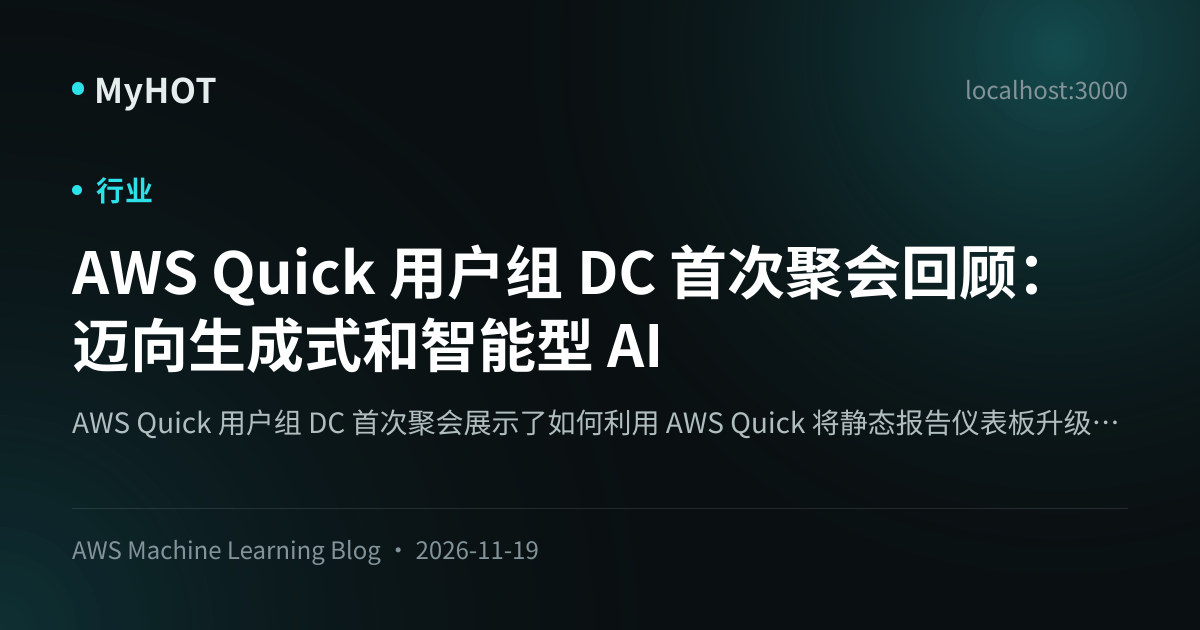 MyHOT
localhost:3000
行业
AWS Quick 用户组 DC 首次聚会回顾：
迈向生成式和智能型 AI
AWS Quick 用户组 DC 首次聚会展示了如何利用 AWS Quick 将静态报告仪表板升级…
AWS Machine Learning Blog · 2026-11-19